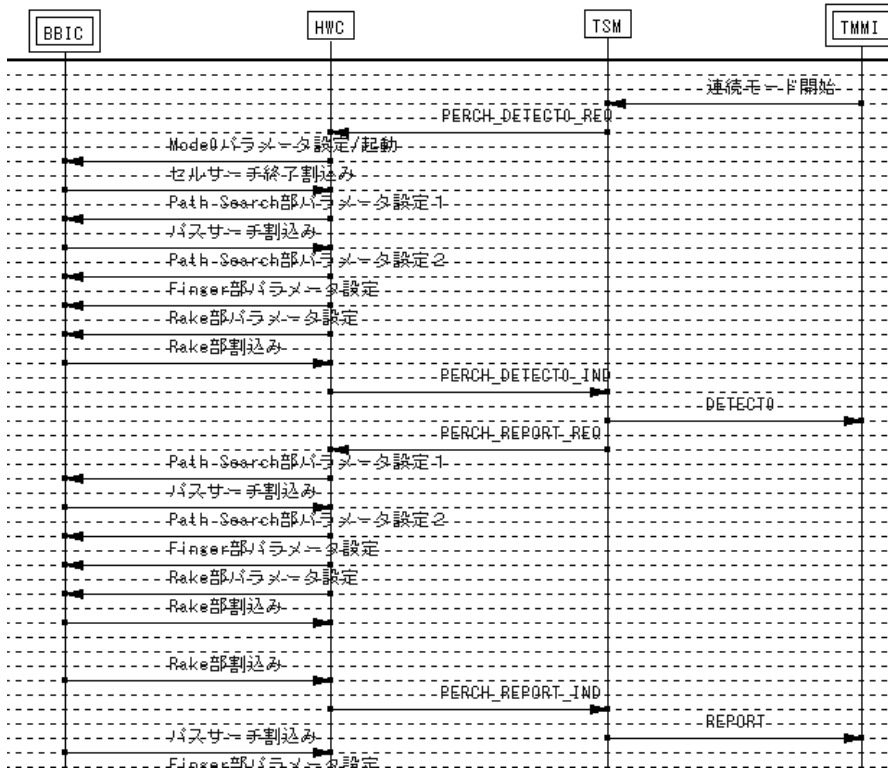 BBIC HWC TSM TMMI
連続モード開始
PERCH_DETECT0_REQ
Mode0パラメータ設定/起動
セルサーチ終了割込み
Path Search部パラメータ設定1
パスサーチ割込み
Path Search部パラメータ設定2
Finger部パラメータ設定
Rake部パラメータ設定
Rake部割込み
PERCH_DETECT0_IND
DETECT0
PERCH_REPORT_REQ
Path Search部パラメータ設定1
パスサーチ割込み
Path Search部パラメータ設定2
Finger部パラメータ設定
Rake部パラメータ設定
Rake部割込み
Rake部割込み
PERCH_REPORT_IND
REPORT
パスサーチ割込み
Finger部パラメータ設定